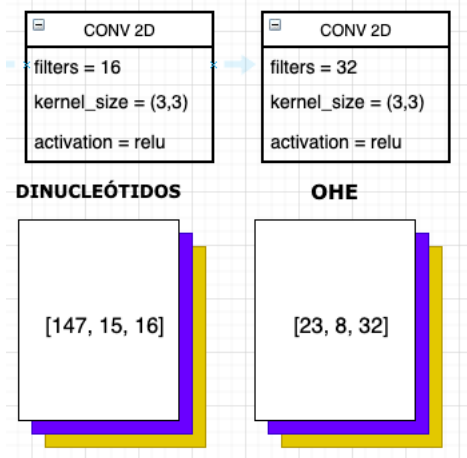 CONV 2D
filters = 16
kernel_size = (3,3)
activation = relu
CONV 2D
filters = 32
kernel_size = (3,3)
activation = relu
DINUCLEÓTIDOS
OHE
[147, 15, 16]
[23, 8, 32]